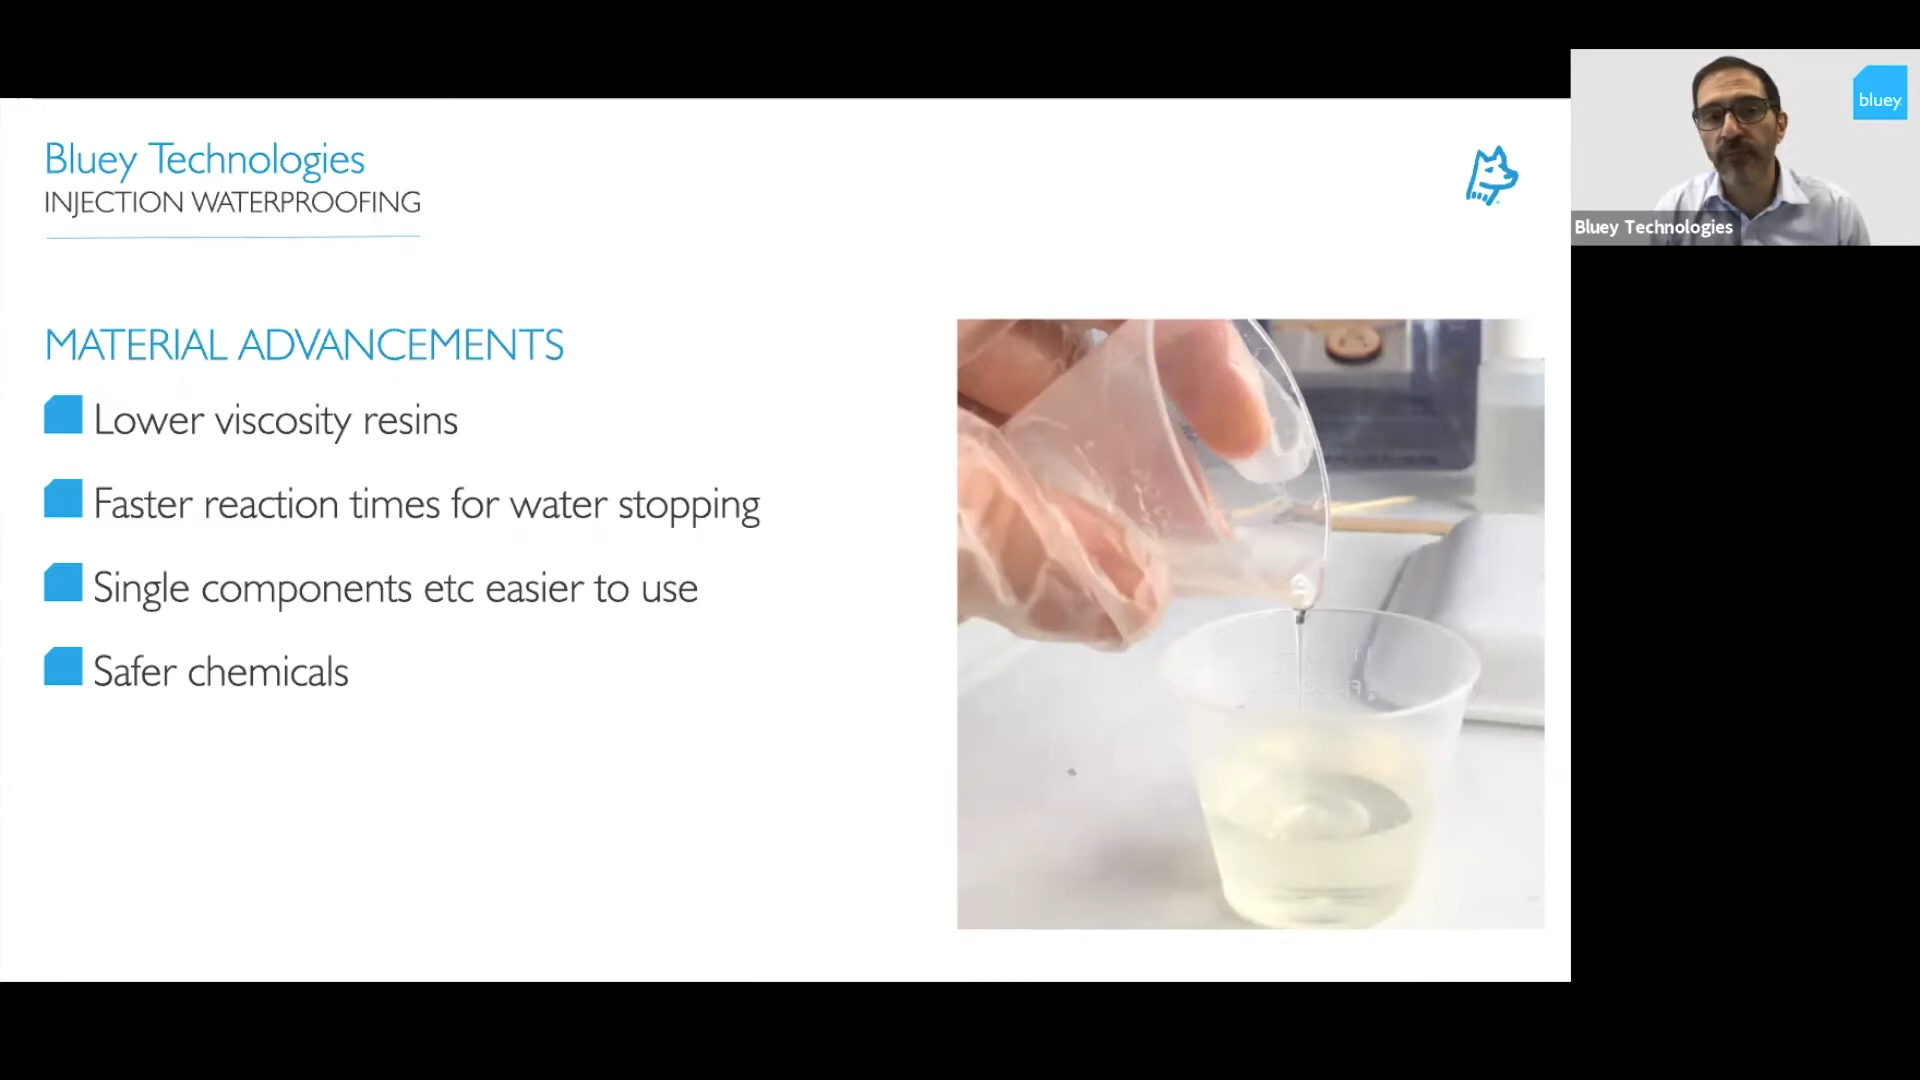 Bluey Technologies
INJECTION WATERPROOFING
MATERIAL ADVANCEMENTS
Lower viscosity resins
Faster reaction times for water stopping
Single components etc easier to use
Safer chemicals
bluey
Bluey Technologies